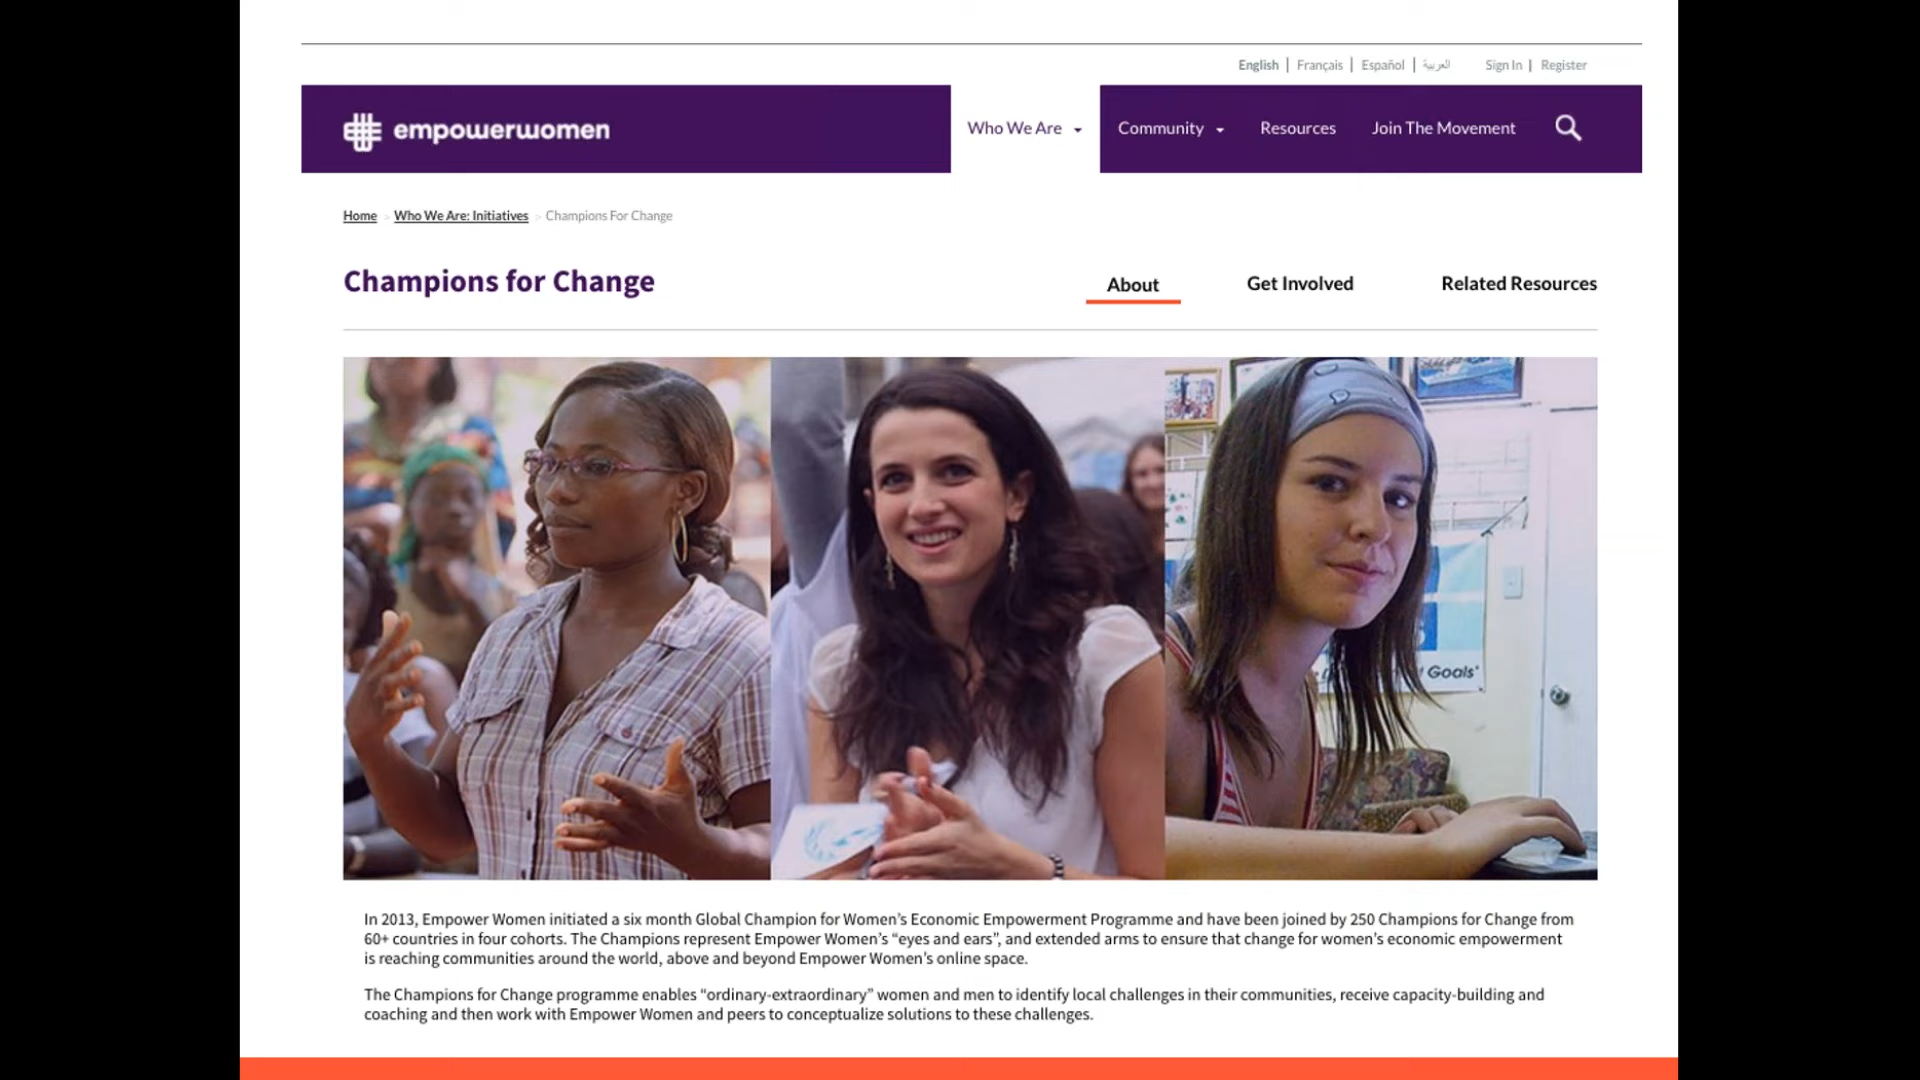 English | Français | Español | العربية Sign In | Register
empowerwomen
Who We Are Community Resources Join The Movement
Home > Who We Are: Initiatives > Champions For Change
Champions for Change
About Get Involved Related Resources
Goals'
In 2013, Empower Women initiated a six month Global Champion for Women's Economic Empowerment Programme and have been joined by 250 Champions for Change from
60+ countries in four cohorts. The Champions represent Empower Women's “eyes and ears”, and extended arms to ensure that change for women's economic empowerment
is reaching communities around the world, above and beyond Empower Women's online space.
The Champions for Change programme enables “ordinary-extraordinary” women and men to identify local challenges in their communities, receive capacity-building and
coaching and then work with Empower Women and peers to conceptualize solutions to these challenges.